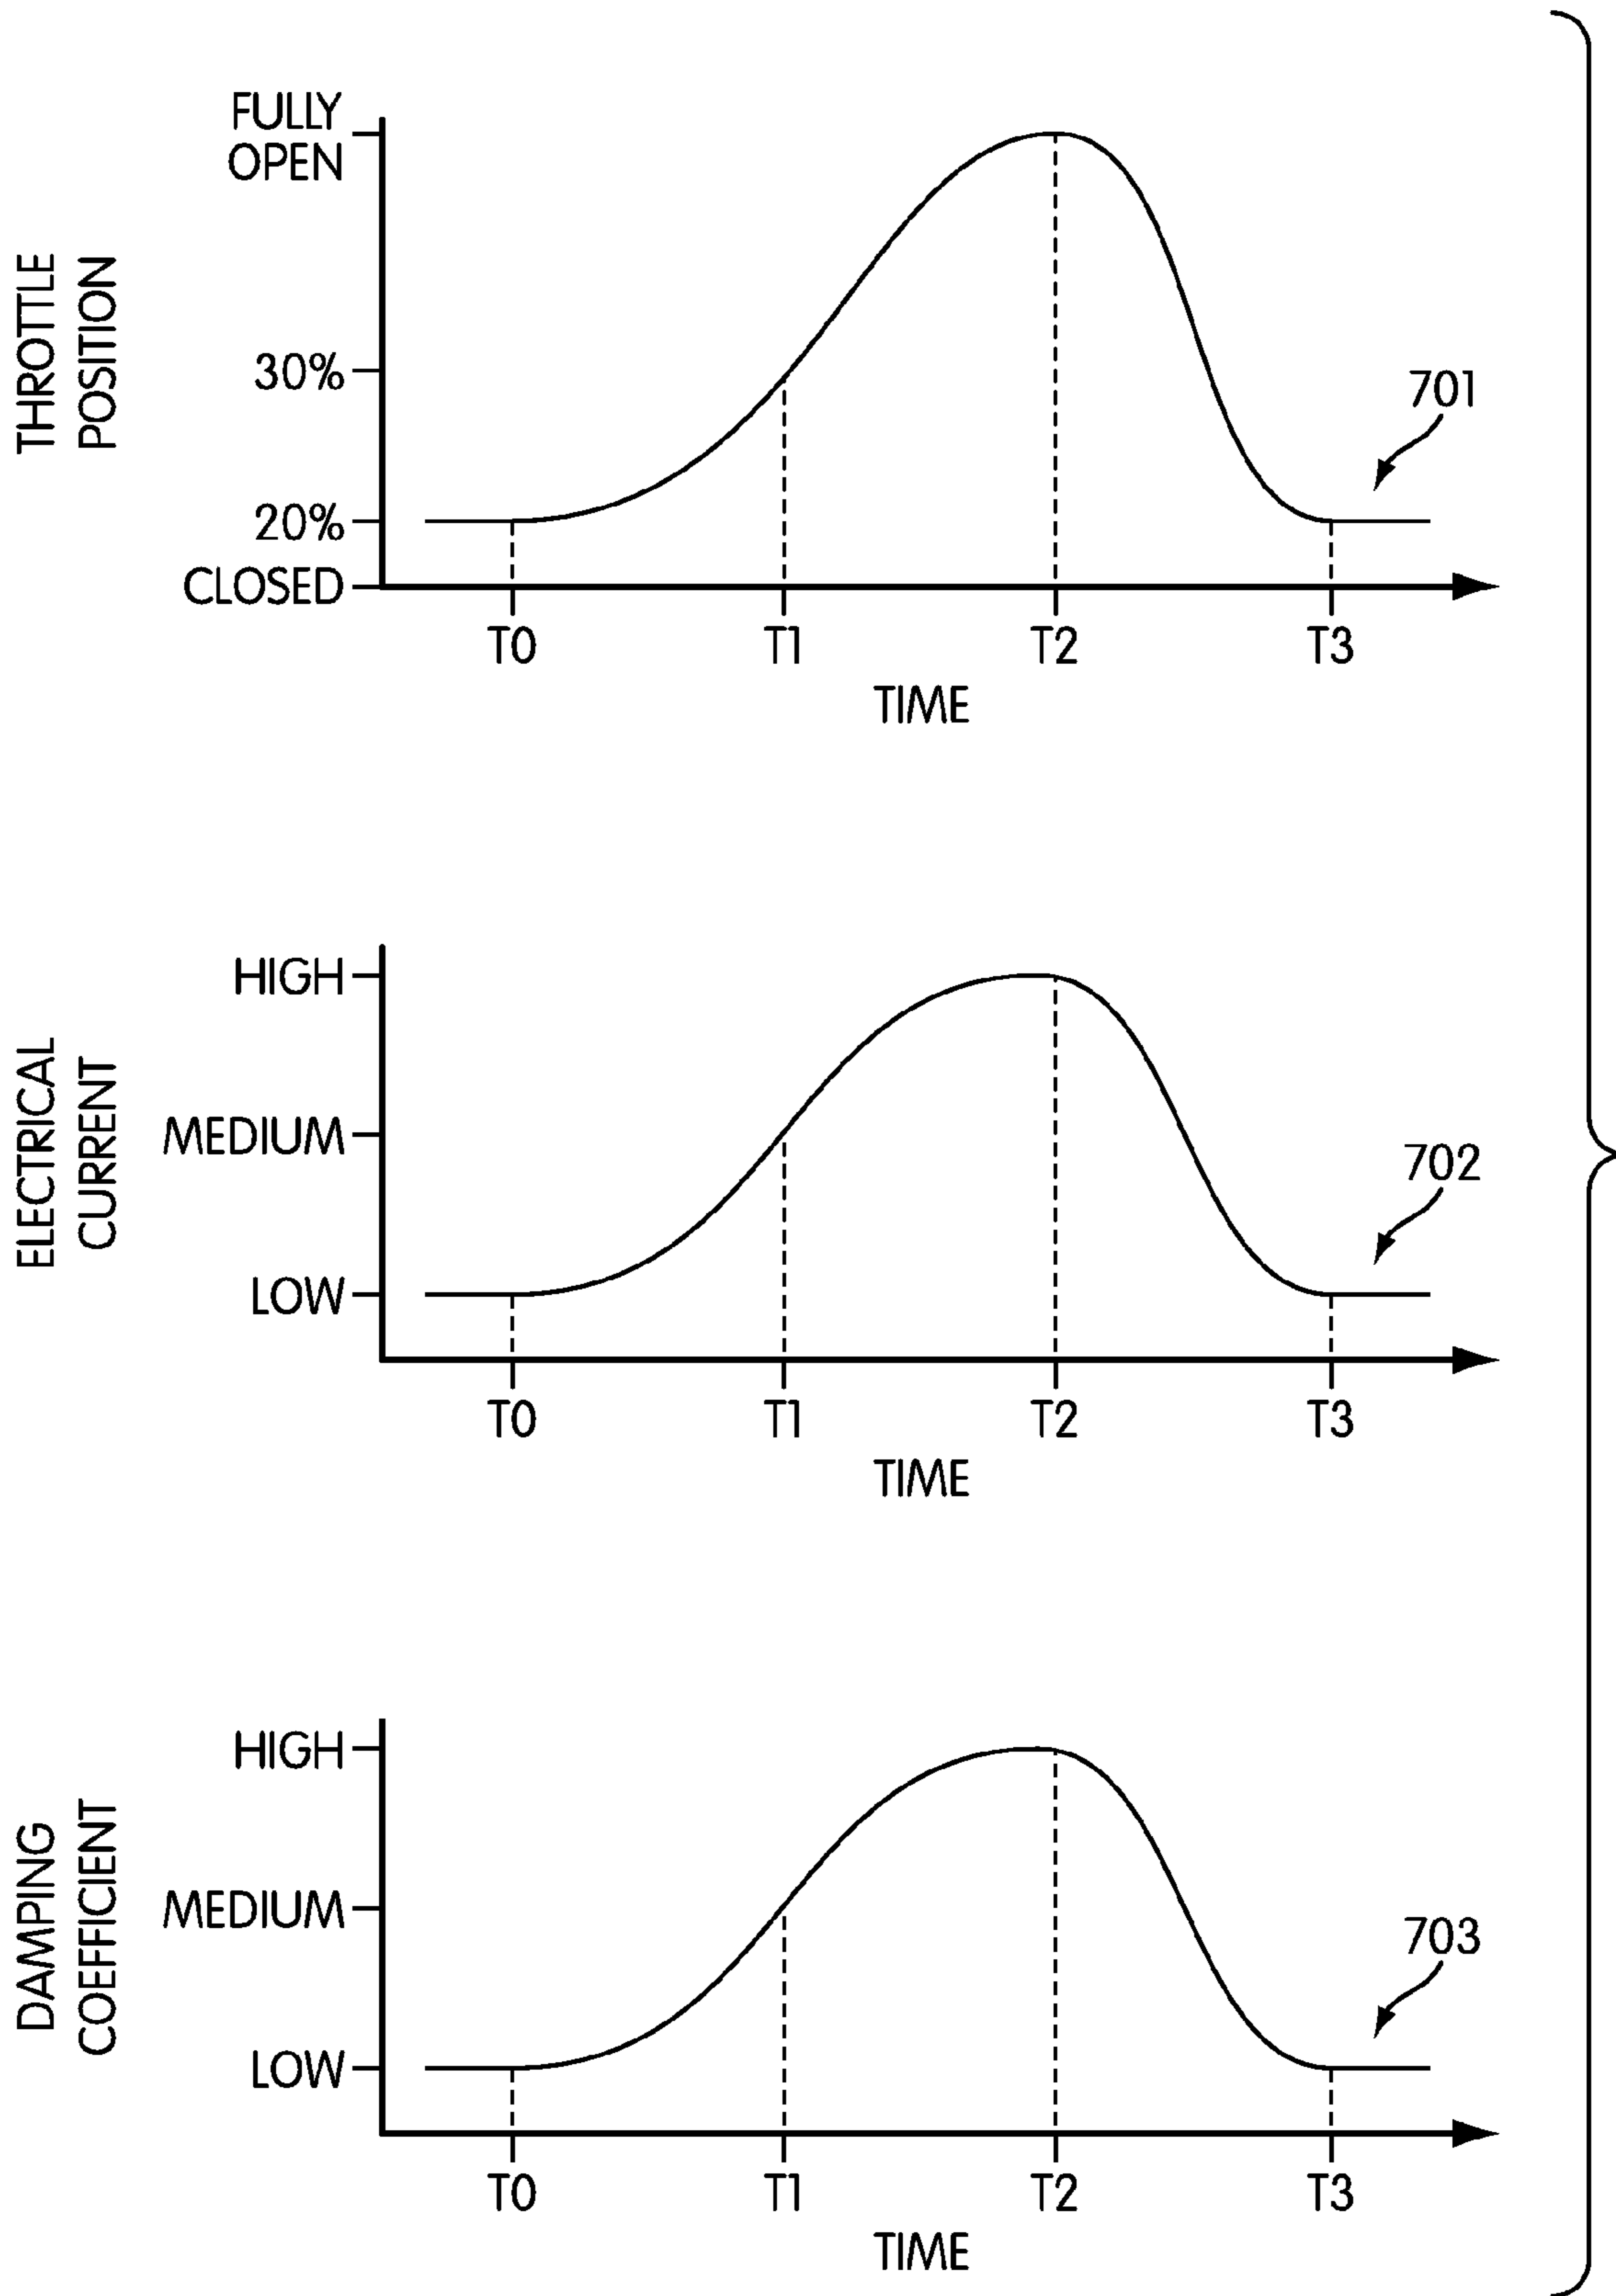 THROTTLE
POSITION
FULLY
OPEN
30%
20%
CLOSED
701
T0 T1 T2 T3
TIME
ELECTRICAL
CURRENT
HIGH
MEDIUM
LOW
702
T0 T1 T2 T3
TIME
DAMPING
COEFFICIENT
HIGH
MEDIUM
LOW
703
T0 T1 T2 T3
TIME